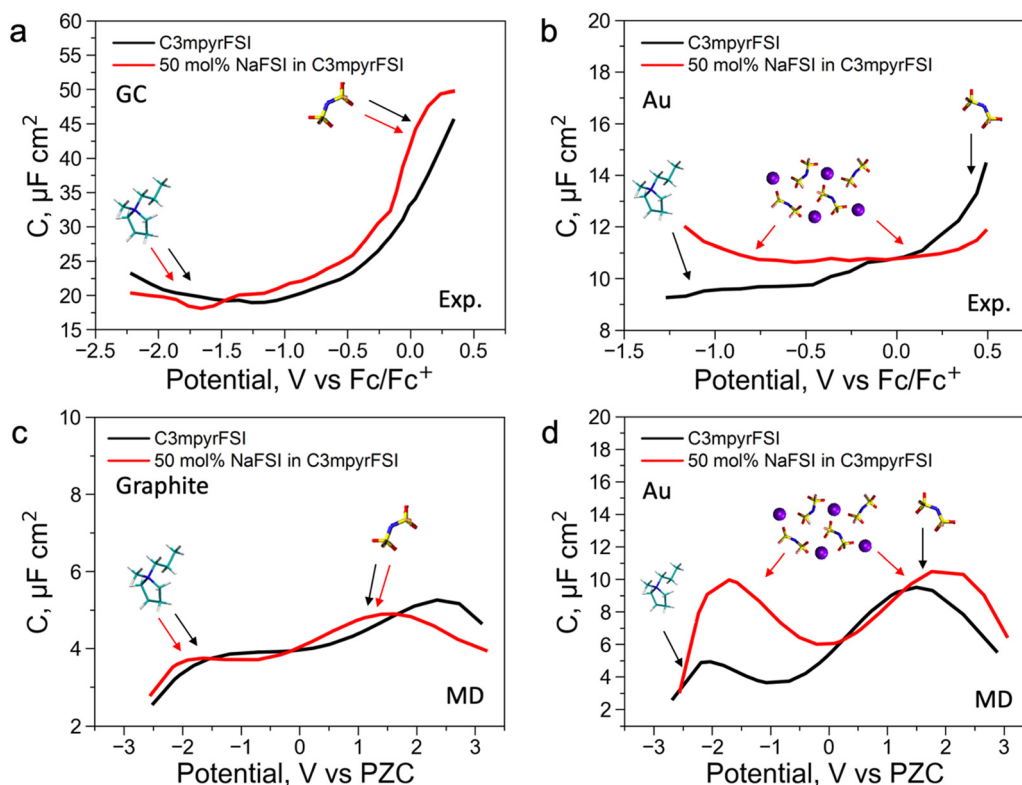 a
60
55
50
45
40
35
30
25
20
15
C, µF cm²
C3mpyrFSI
50 mol% NaFSI in C3mpyrFSI
GC
Exp.
−2.5 −2.0 −1.5 −1.0 −0.5 0.0 0.5
Potential, V vs Fc/Fc⁺
b
20
18
16
14
12
10
8
C, µF cm²
C3mpyrFSI
50 mol% NaFSI in C3mpyrFSI
Au
Exp.
−1.5 −1.0 −0.5 0.0 0.5
Potential, V vs Fc/Fc⁺
c
10
8
6
4
2
C, µF cm²
C3mpyrFSI
50 mol% NaFSI in C3mpyrFSI
Graphite
MD
−3 −2 −1 0 1 2 3
Potential, V vs PZC
d
20
18
16
14
12
10
8
6
4
2
C, µF cm²
C3mpyrFSI
50 mol% NaFSI in C3mpyrFSI
Au
MD
−3 −2 −1 0 1 2 3
Potential, V vs PZC